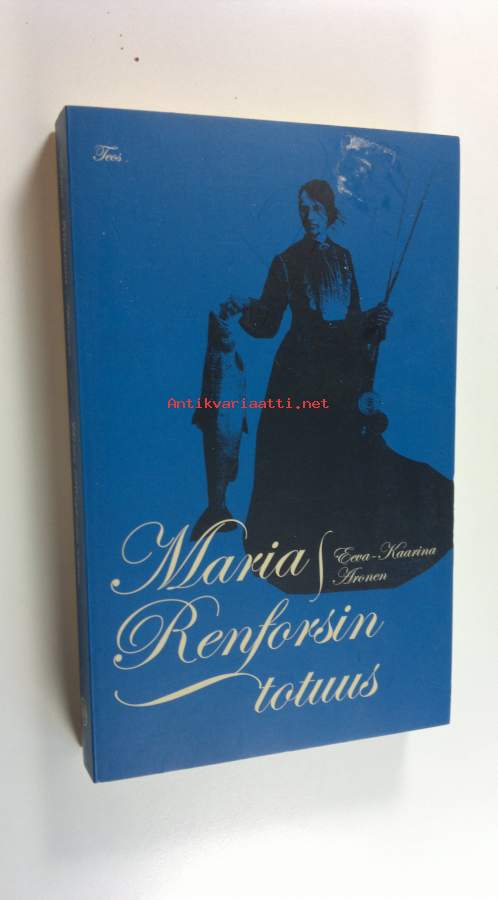 Teos
Antikvariaatti.net
Maria
Eeva-Kaarina
Aronen
Renforsin
totuus